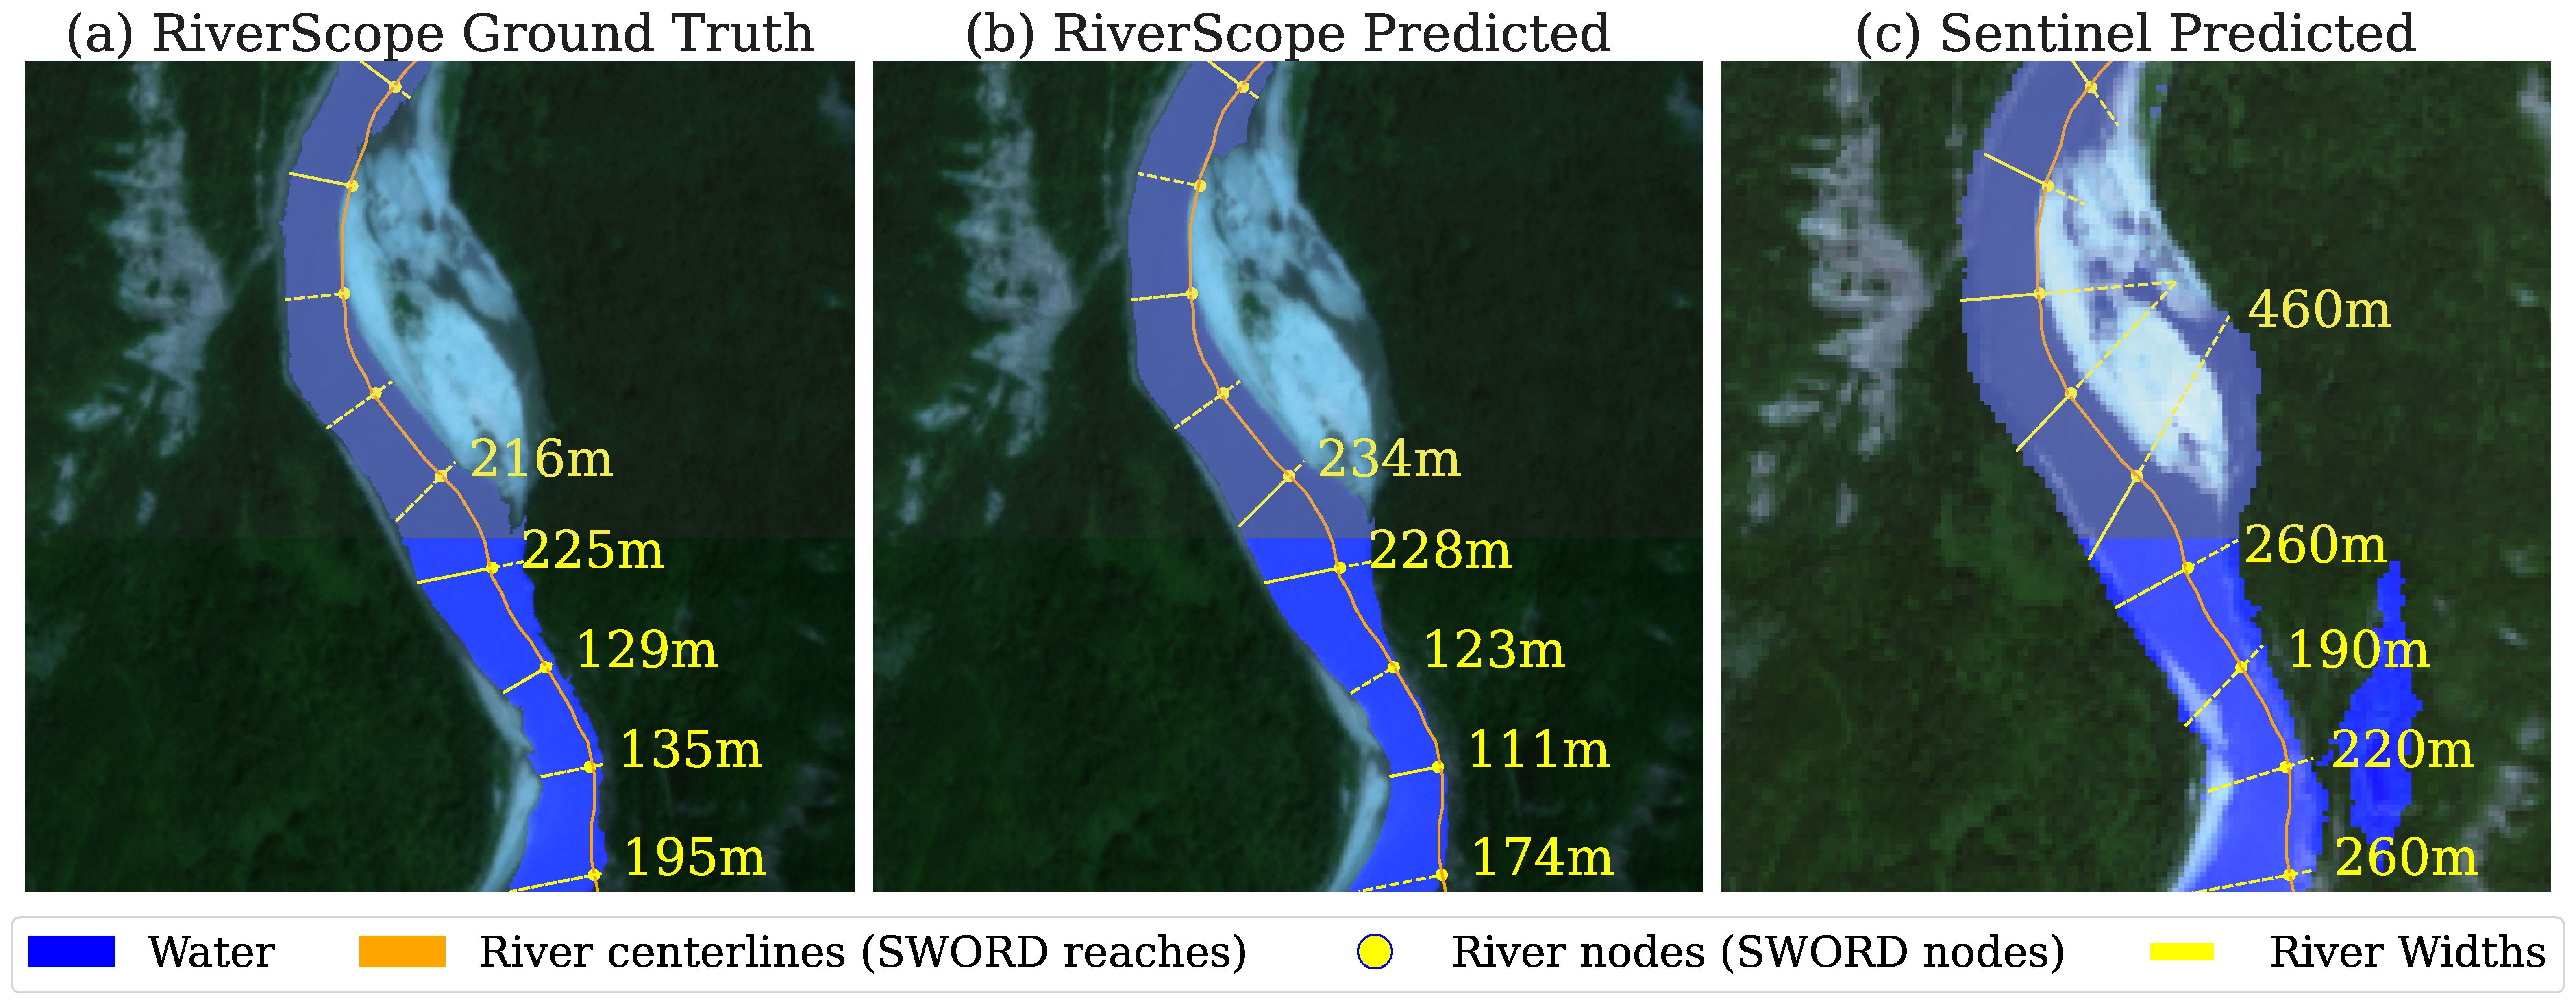 (a) RiverScope Ground Truth
(b) RiverScope Predicted
(c) Sentinel Predicted
216m
225m
129m
135m
195m
234m
228m
123m
111m
174m
460m
260m
190m
220m
260m
Water
River centerlines (SWORD reaches)
River nodes (SWORD nodes)
River Widths